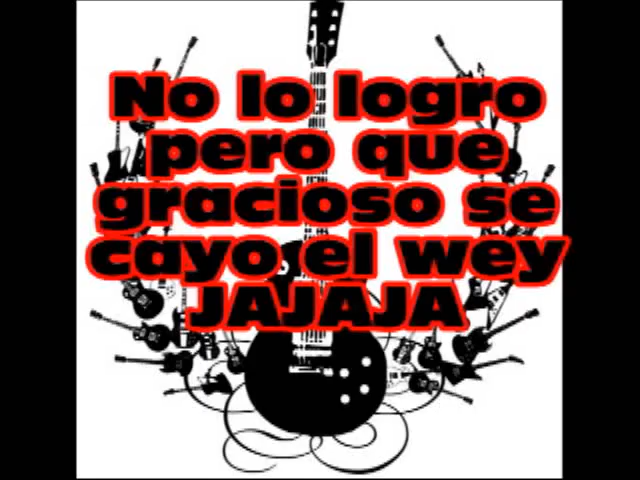 No lo logro
pero que
gracioso se
cayo el wey
JAJAJA